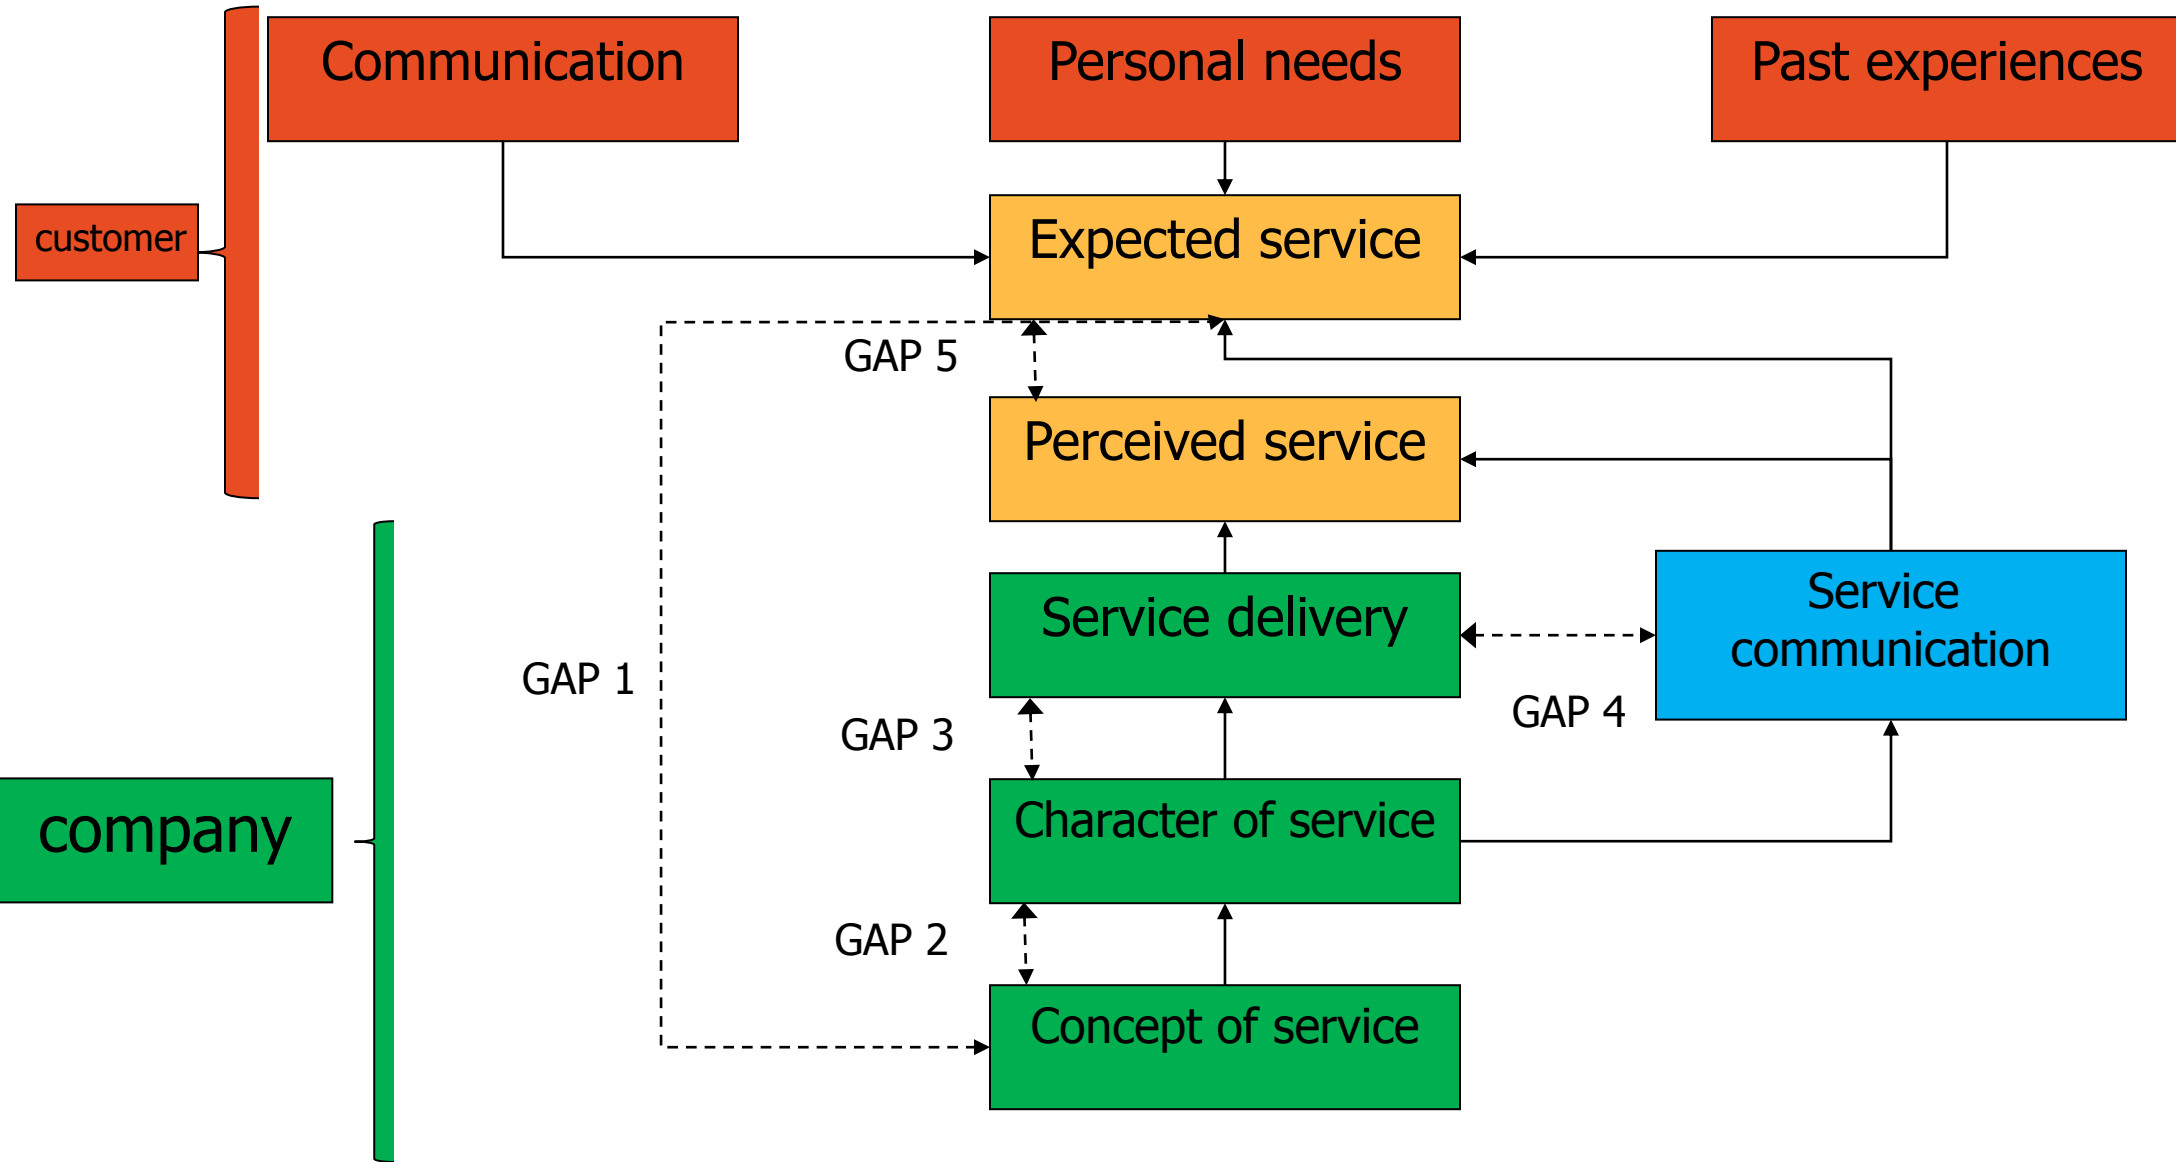 Communication
Personal needs
Past experiences
customer
Expected service
GAP 5
Perceived service
Service delivery
Service
communication
GAP 1
GAP 3
GAP 4
company
Character of service
GAP 2
Concept of service